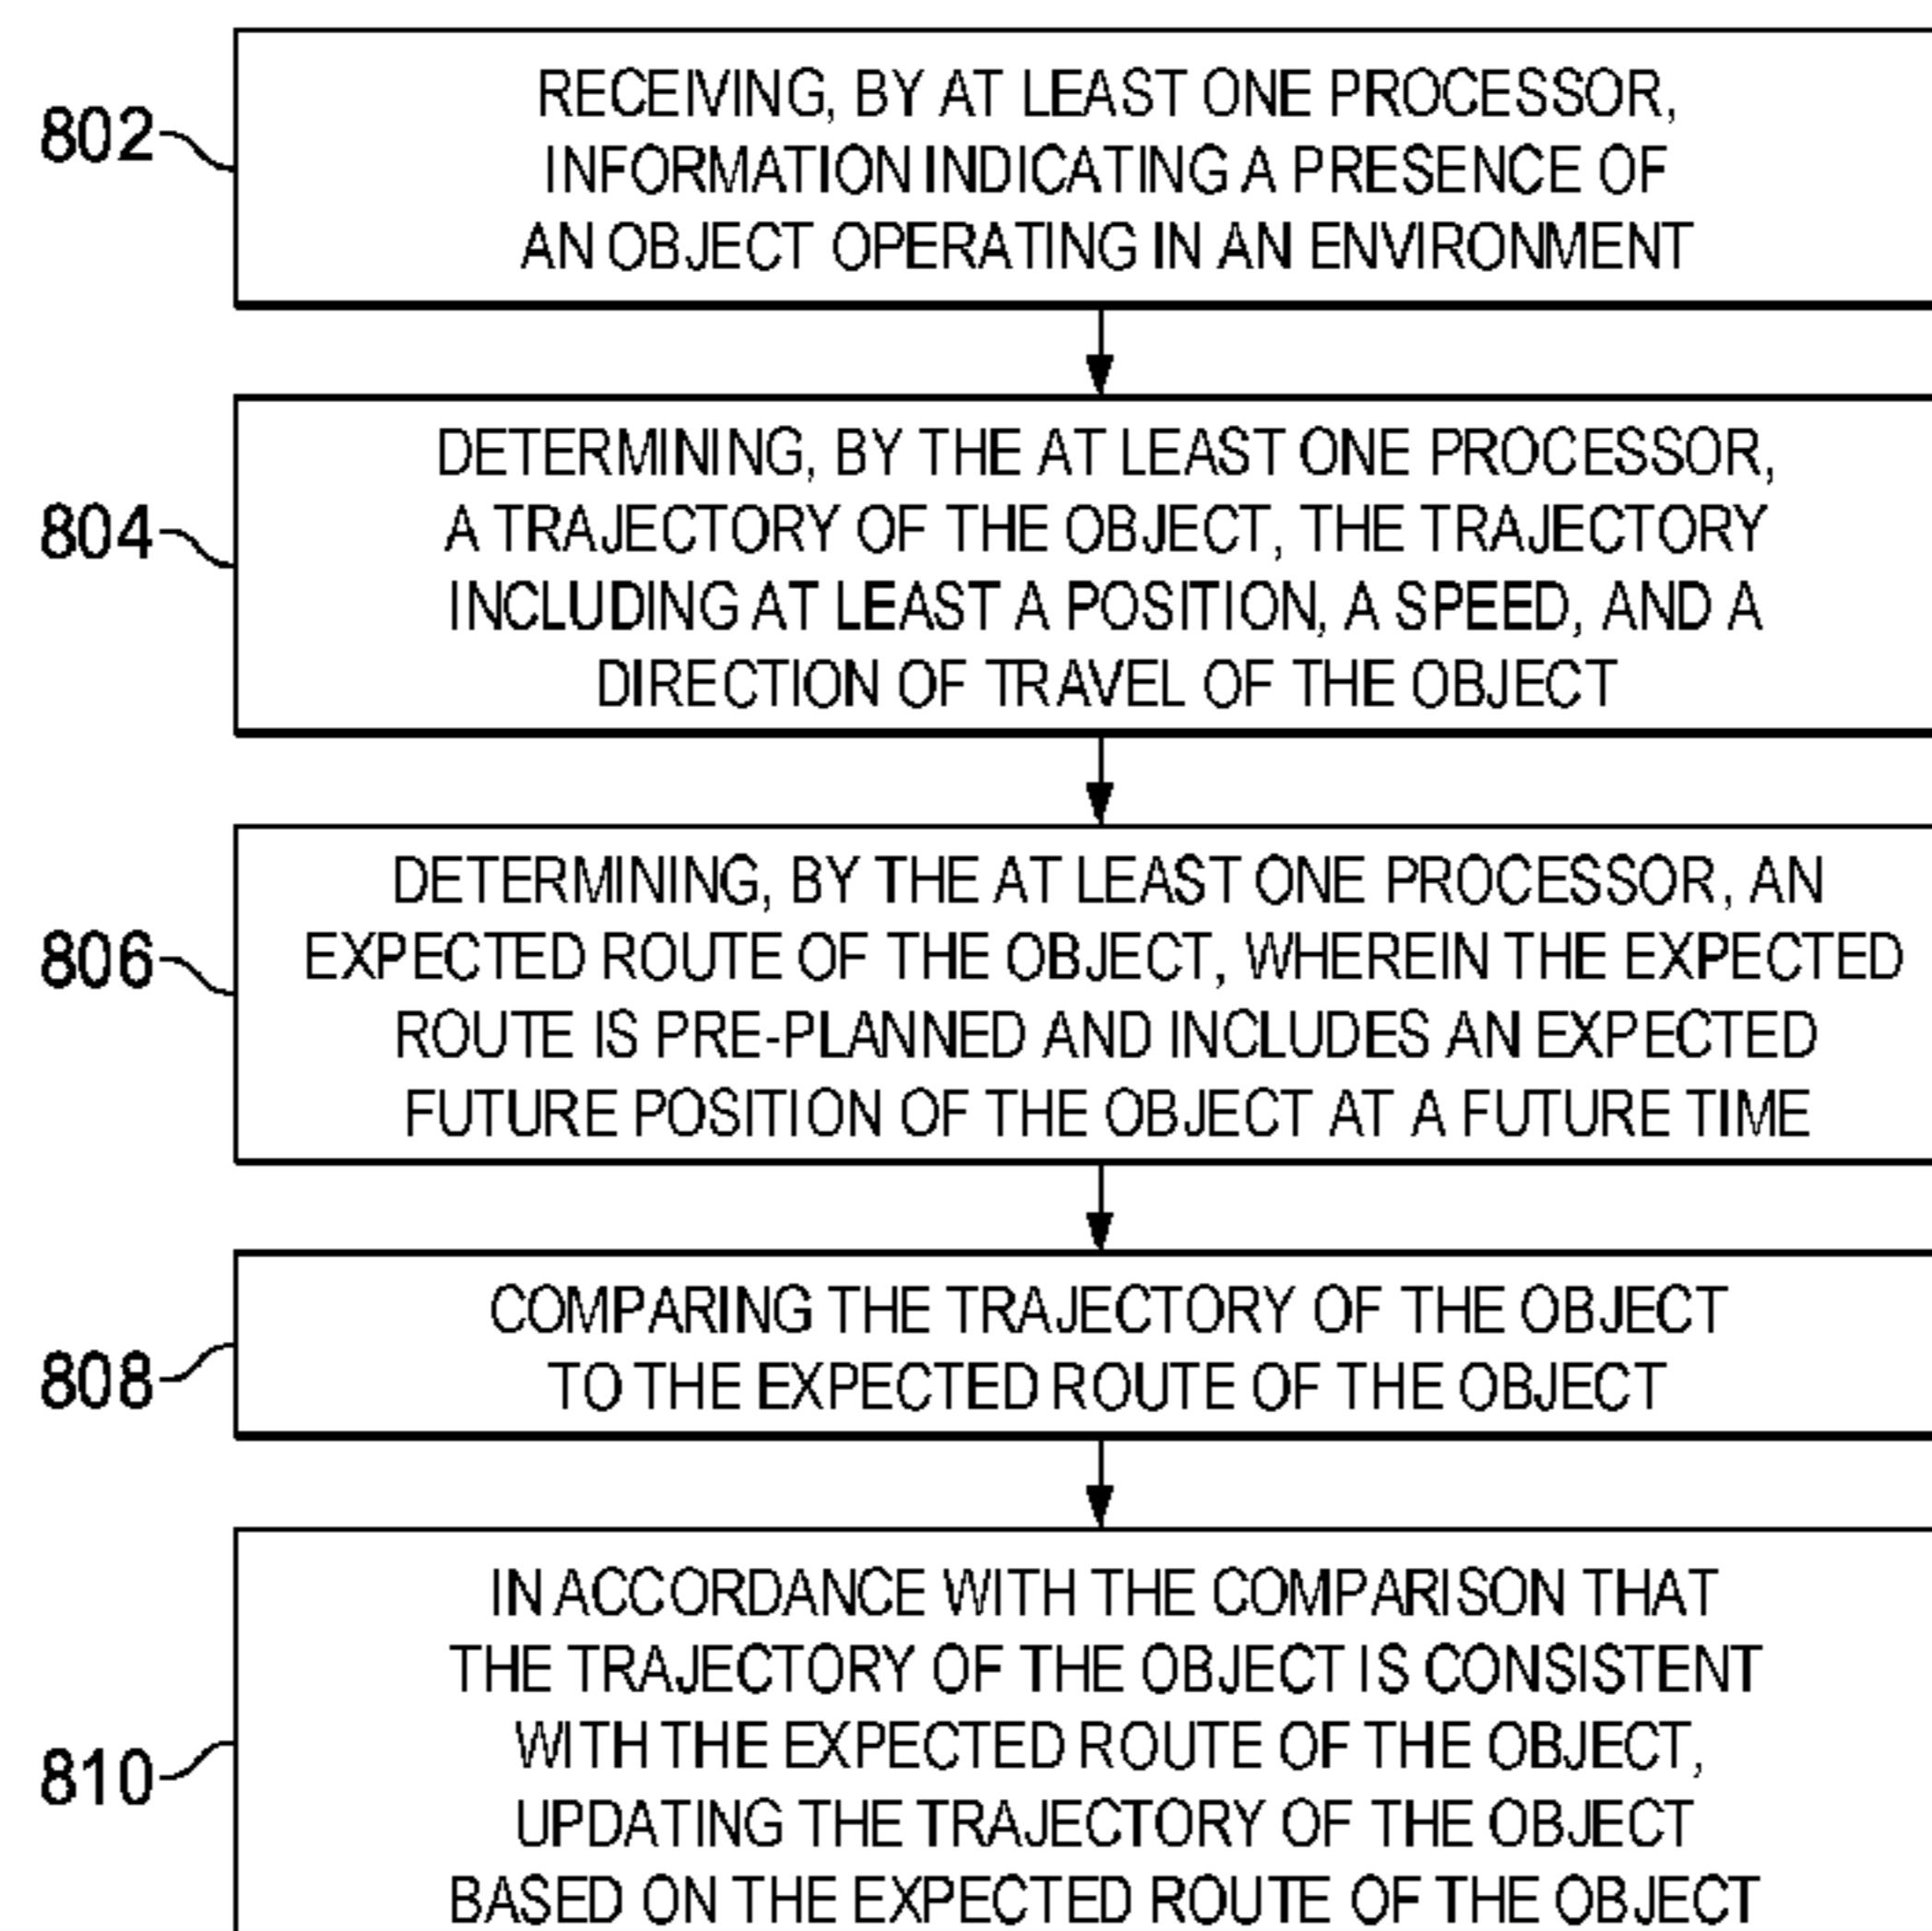 802
RECEIVING, BY AT LEAST ONE PROCESSOR,
INFORMATION INDICATING A PRESENCE OF
AN OBJECT OPERATING IN AN ENVIRONMENT
804
DETERMINING, BY THE AT LEAST ONE PROCESSOR,
A TRAJECTORY OF THE OBJECT, THE TRAJECTORY
INCLUDING AT LEAST A POSITION, A SPEED, AND A
DIRECTION OF TRAVEL OF THE OBJECT
806
DETERMINING, BY THE AT LEAST ONE PROCESSOR, AN
EXPECTED ROUTE OF THE OBJECT, WHEREIN THE EXPECTED
ROUTE IS PRE-PLANNED AND INCLUDES AN EXPECTED
FUTURE POSITION OF THE OBJECT AT A FUTURE TIME
808
COMPARING THE TRAJECTORY OF THE OBJECT
TO THE EXPECTED ROUTE OF THE OBJECT
810
IN ACCORDANCE WITH THE COMPARISON THAT
THE TRAJECTORY OF THE OBJECT IS CONSISTENT
WITH THE EXPECTED ROUTE OF THE OBJECT,
UPDATING THE TRAJECTORY OF THE OBJECT
BASED ON THE EXPECTED ROUTE OF THE OBJECT